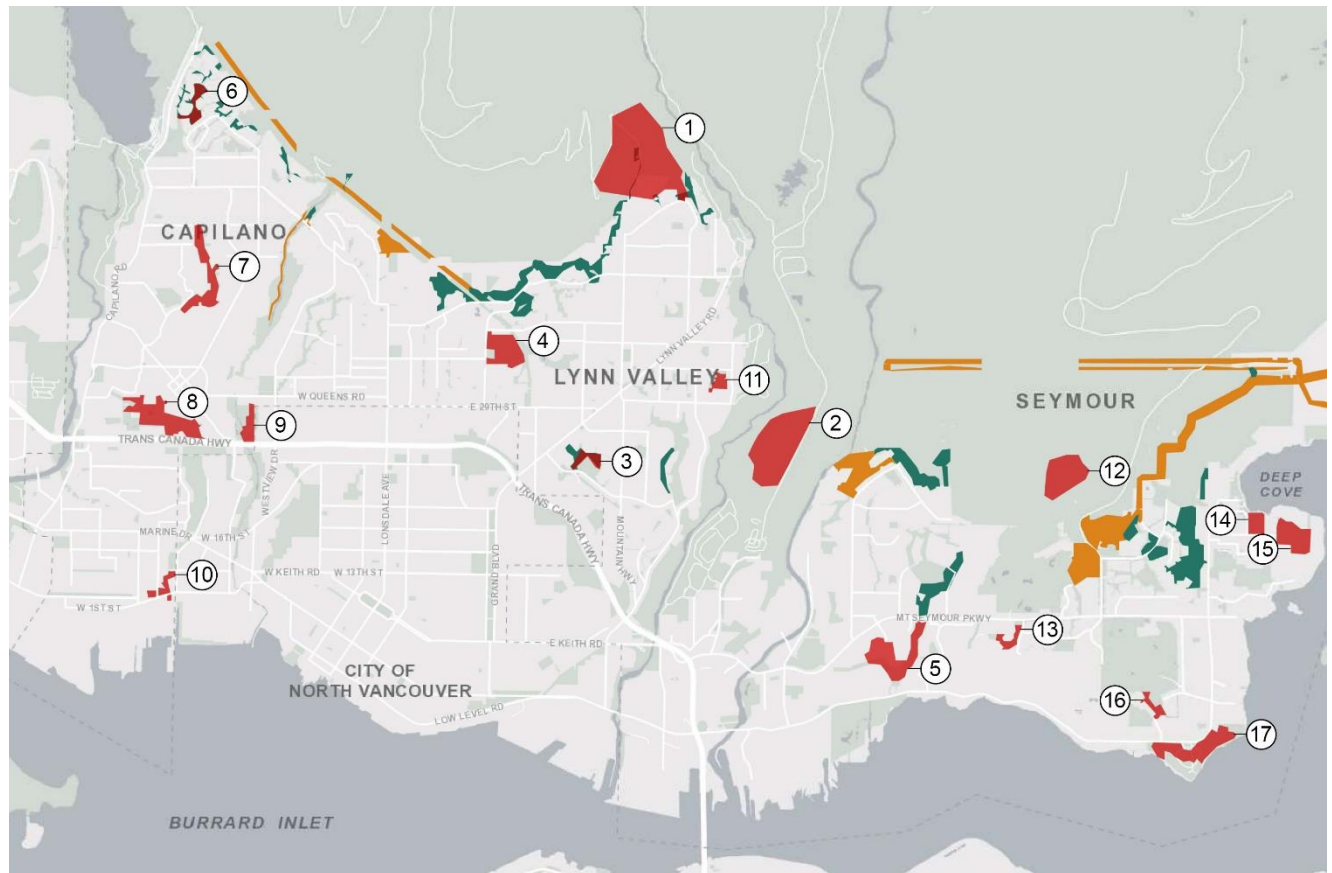 6
1
CAPILANO
7
CAPILANO RD
4
LYNN VALLEY RD
LYNN VALLEY
11
W QUEENS RD
E 29TH ST
SEYMOUR
8
9
2
TRANS CANADA HWY
3
12
WESTVIEW DR
LONSDALE AVE
TRANS CANADA HWY
MOUNTAIN HWY
DEEP
COVE
14
15
MARINE DR
W 16TH ST
10
W KEITH RD
W 13TH ST
GRAND BLVD
W 1ST ST
MT SEYMOUR PKWY
13
E KEITH RD
5
CITY OF
NORTH VANCOUVER
LOW LEVEL RD
16
17
BURRARD INLET